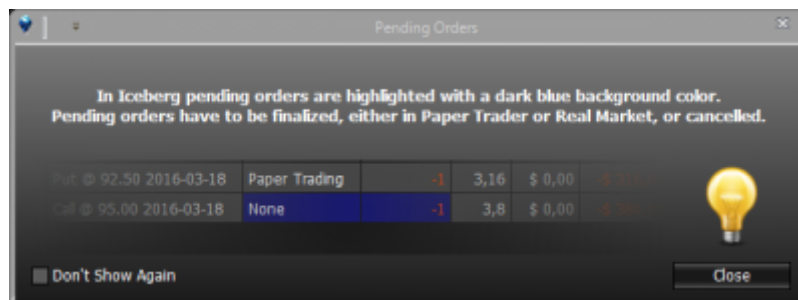 Pending Orders
In Iceberg pending orders are highlighted with a dark blue background color.
Pending orders have to be finalized, either in Paper Trader or Real Market, or cancelled.
Put @ 92.50 2016-03-18 Paper Trading -1 3,16 $ 0,00
Call @ 95.00 2016-03-18 None -1 3,8 $ 0,00
Don't Show Again
Close